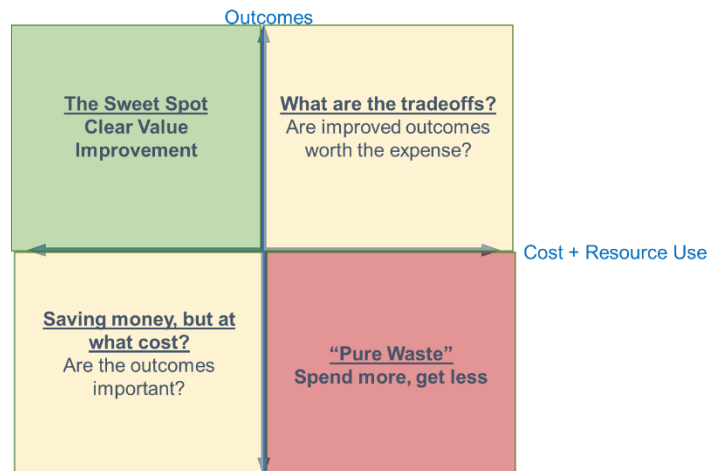 Outcomes
The Sweet Spot
Clear Value
Improvement
What are the tradeoffs?
Are improved outcomes
worth the expense?
Cost + Resource Use
Saving money, but at
what cost?
Are the outcomes
important?
“Pure Waste”
Spend more, get less